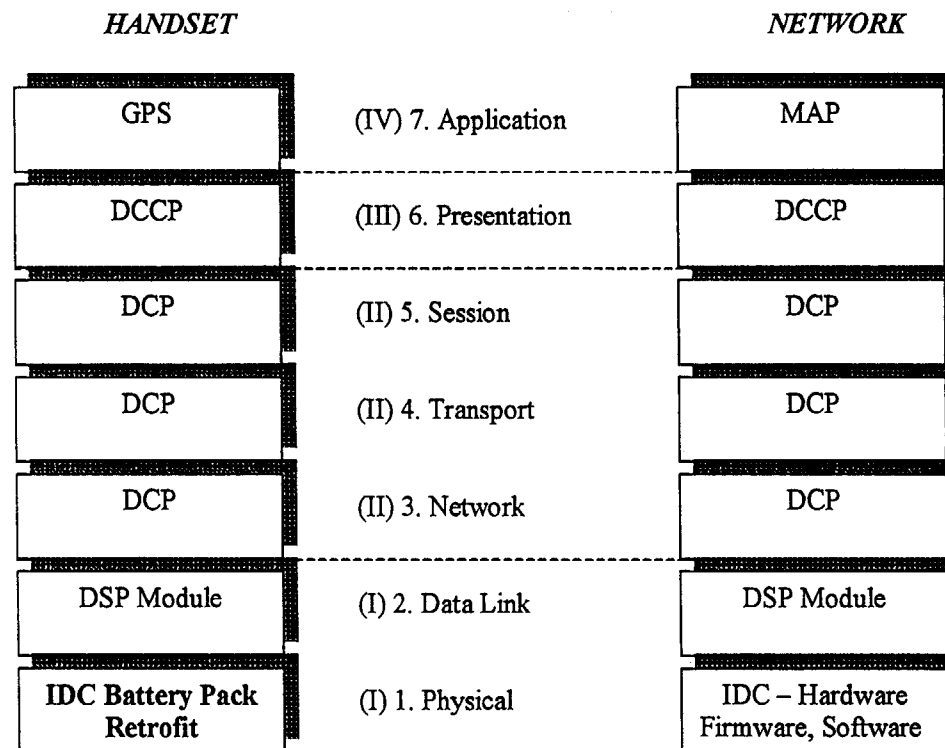 HANDSET NETWORK
GPS (IV) 7. Application MAP
DCCP (III) 6. Presentation DCCP
DCP (II) 5. Session DCP
DCP (II) 4. Transport DCP
DCP (II) 3. Network DCP
DSP Module (I) 2. Data Link DSP Module
IDC Battery Pack
Retrofit
(I) 1. Physical
IDC – Hardware
Firmware, Software